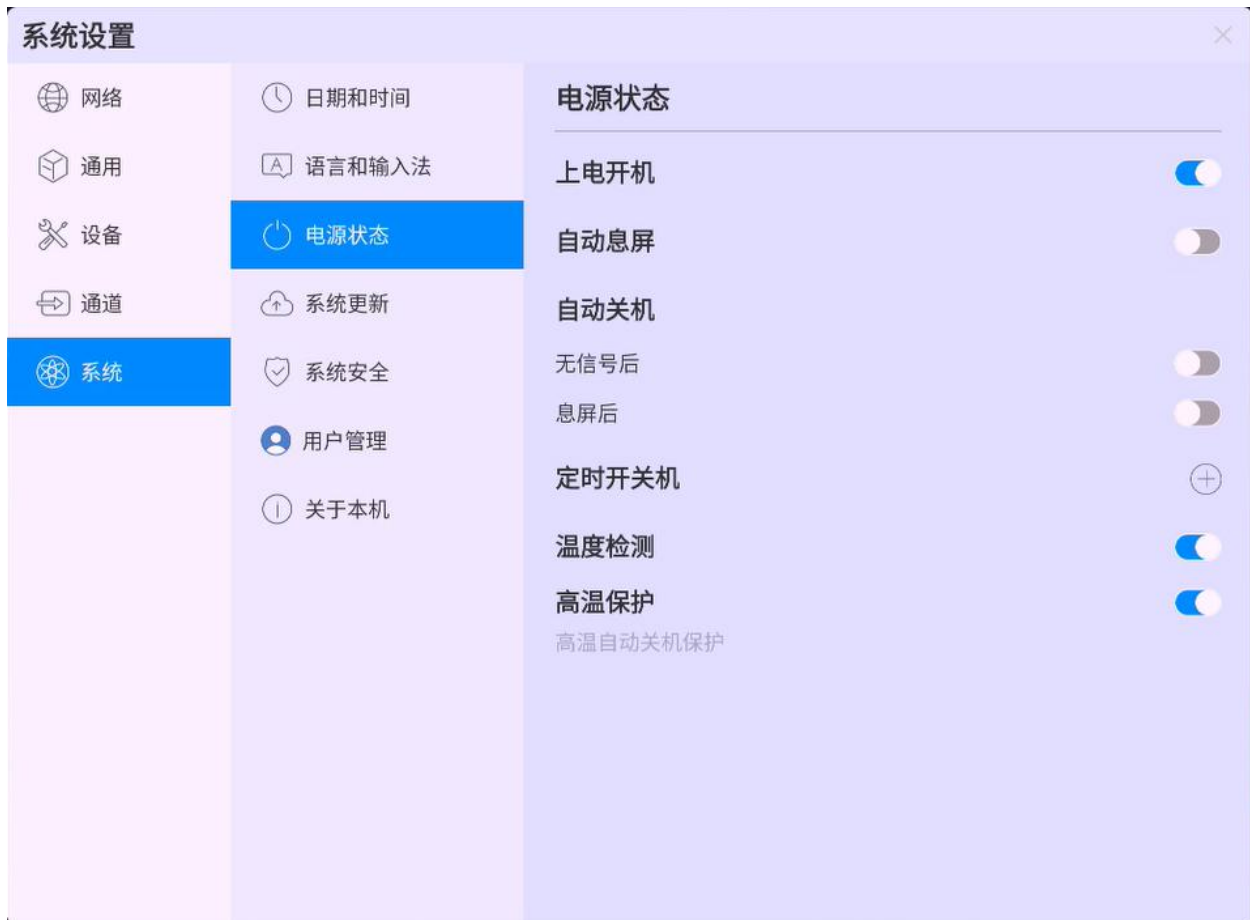 系统设置
网络
通用
设备
通道
系统
日期和时间
语言和输入法
电源状态
系统更新
系统安全
用户管理
关于本机
电源状态
上电开机
自动息屏
自动关机
无信号后
息屏后
定时开关机
温度检测
高温保护
高温自动关机保护